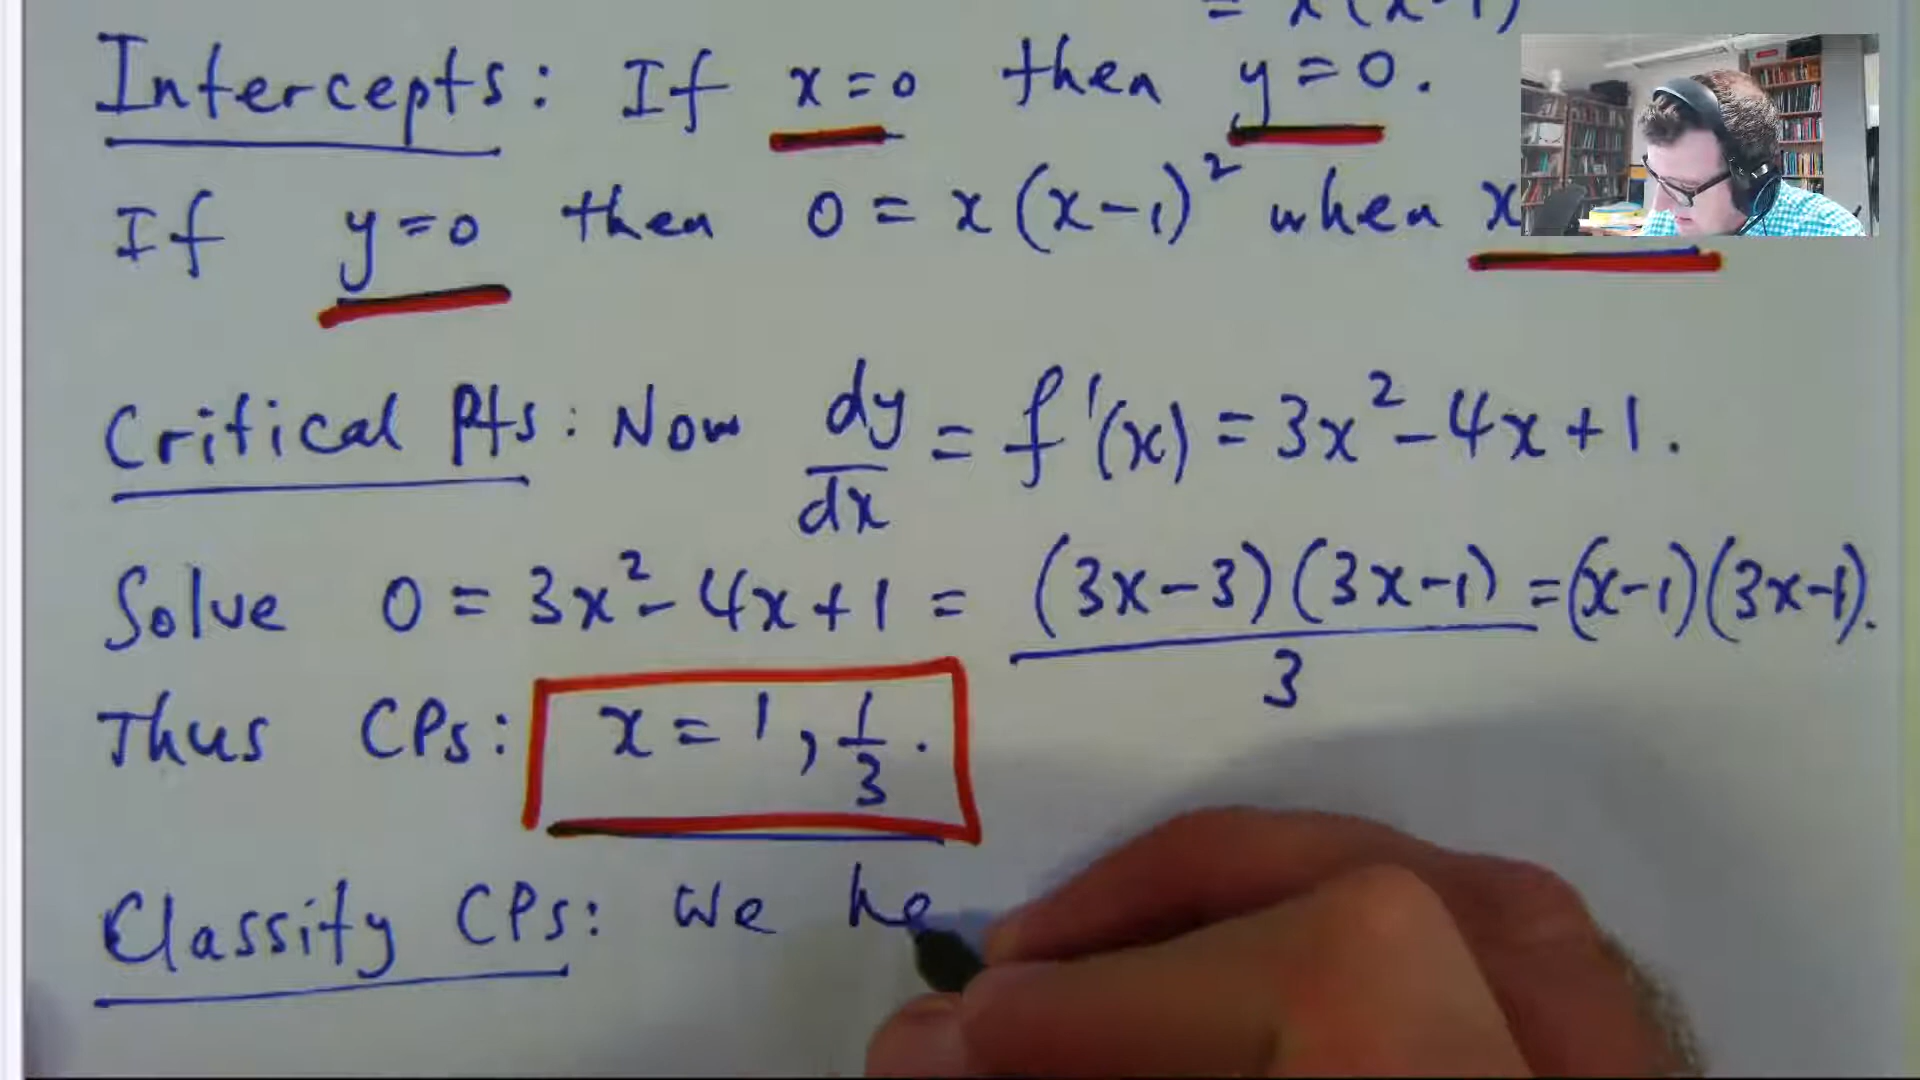 = x(x-1)
Intercepts: If x=0 then y=0.
If y=0 then 0 = x(x-1)² when x
Critical Pts: Now dy/dx = f'(x) = 3x²-4x+1.
Solve 0 = 3x²-4x+1 = (3x-3)(3x-1)/3 = (x-1)(3x-1).
Thus CPs: x=1, 1/3.
Classify CPs: We ha